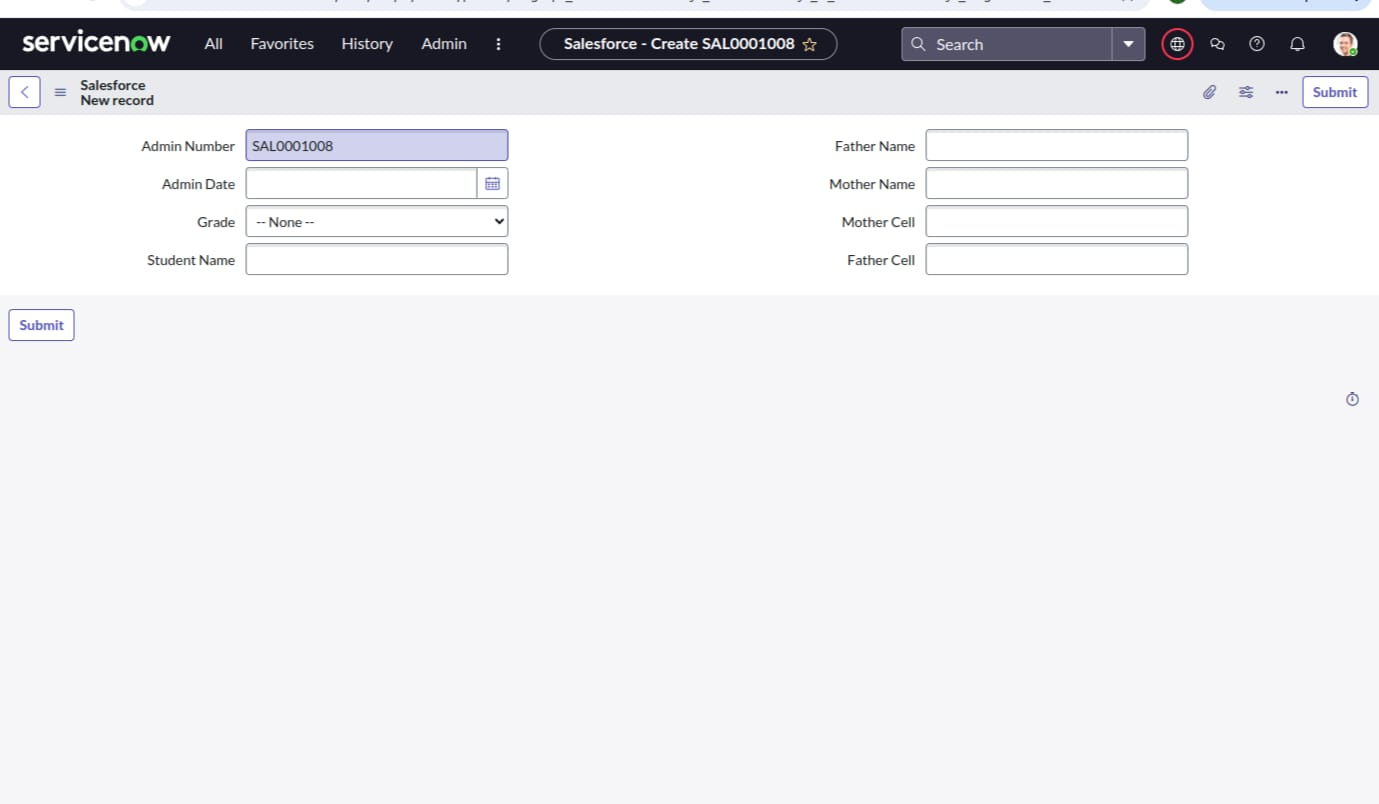 servicenow All Favorites History Admin Salesforce - Create SAL0001008 Search
Salesforce
New record
Submit
Admin Number SAL0001008
Father Name
Admin Date
Mother Name
Grade -- None --
Mother Cell
Student Name
Father Cell
Submit